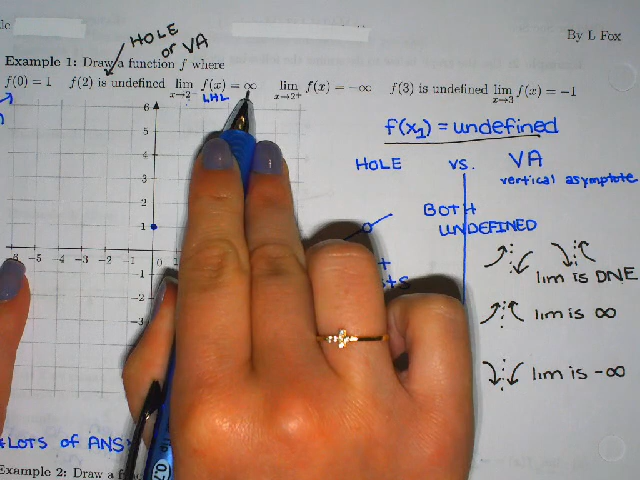 By L Fox
HOLE
or VA
Example 1: Draw a function f where
f(0) = 1 f(2) is undefined lim x→2⁻ f(x) = ∞ lim x→2⁺ f(x) = −∞ f(3) is undefined lim x→3 f(x) = −1
LHL
f(x₁) = undefined
HOLE vs. VA
vertical asymptote
BOTH
UNDEFINED
lim is DNE
lim is ∞
lim is -∞
6
5
4
3
2
1
-5 -4 -3 -2 -1 0
-1
-2
-3
LOTS OF ANS
Example 2: Draw a